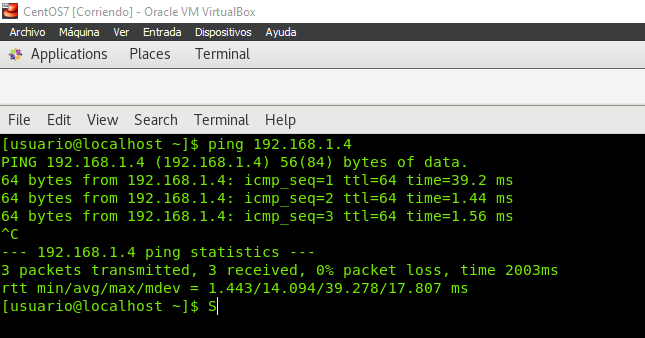 CentOS7 [Corriendo] - Oracle VM VirtualBox
Archivo Máquina Ver Entrada Dispositivos Ayuda
Applications Places Terminal
File Edit View Search Terminal Help
[usuario@localhost ~]$ ping 192.168.1.4
PING 192.168.1.4 (192.168.1.4) 56(84) bytes of data.
64 bytes from 192.168.1.4: icmp_seq=1 ttl=64 time=39.2 ms
64 bytes from 192.168.1.4: icmp_seq=2 ttl=64 time=1.44 ms
64 bytes from 192.168.1.4: icmp_seq=3 ttl=64 time=1.56 ms
^C
--- 192.168.1.4 ping statistics ---
3 packets transmitted, 3 received, 0% packet loss, time 2003ms
rtt min/avg/max/mdev = 1.443/14.094/39.278/17.807 ms
[usuario@localhost ~]$ S